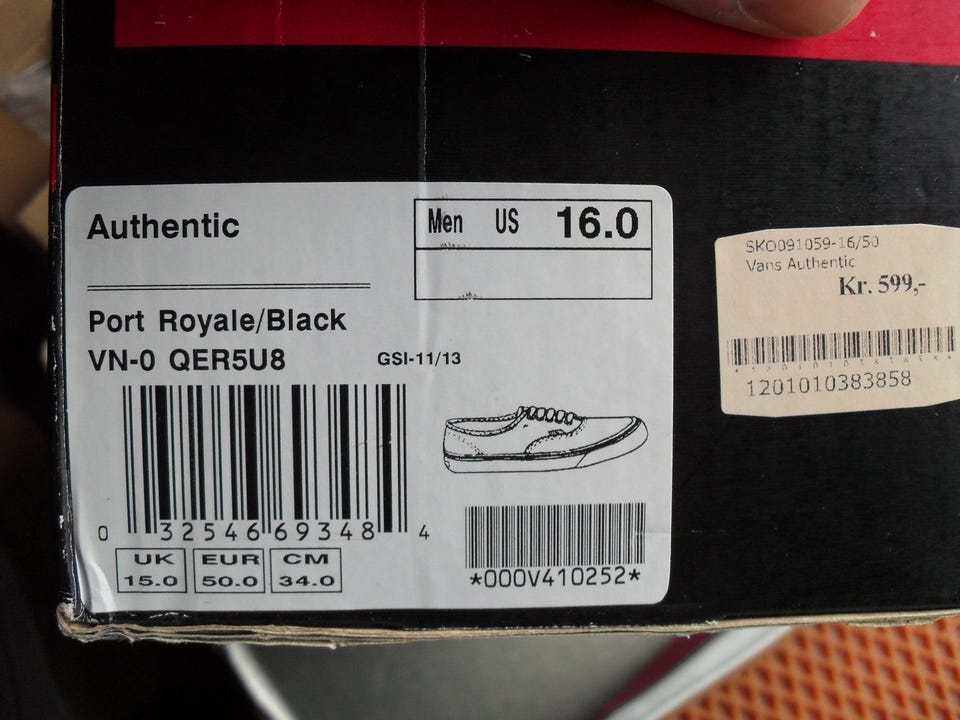 Authentic
Men US 16.0
Port Royale/Black
VN-0 QER5U8
GSI-11/13
0 32546 69348 4
UK EUR CM
15.0 50.0 34.0
*000V410252*
SKO091059-16/50
Vans Authentic
Kr. 599,-
1201010383858